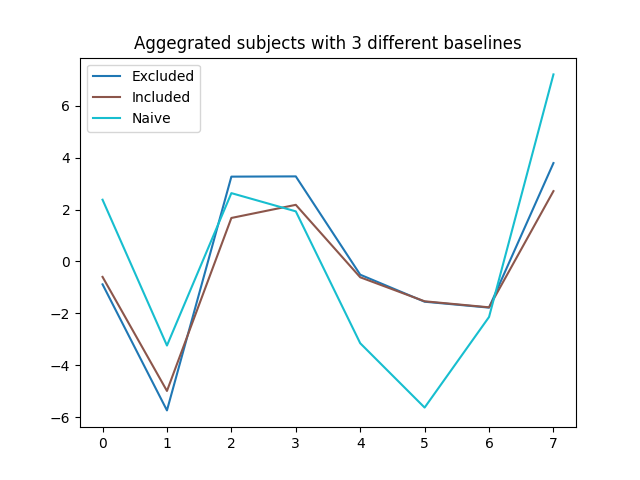 Aggegrated subjects with 3 different baselines
Excluded
Included
Naive
6
4
2
0
−2
−4
−6
0 1 2 3 4 5 6 7